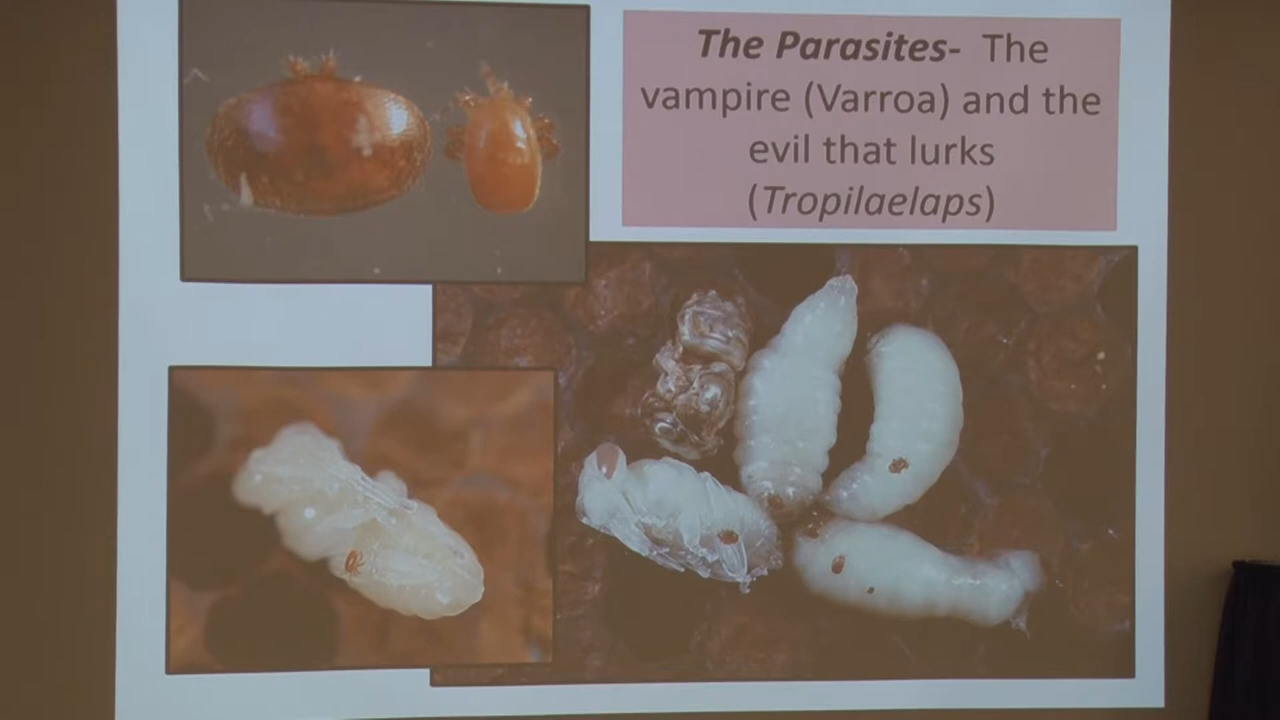 The Parasites- The
vampire (Varroa) and the
evil that lurks
(Tropilaelaps)